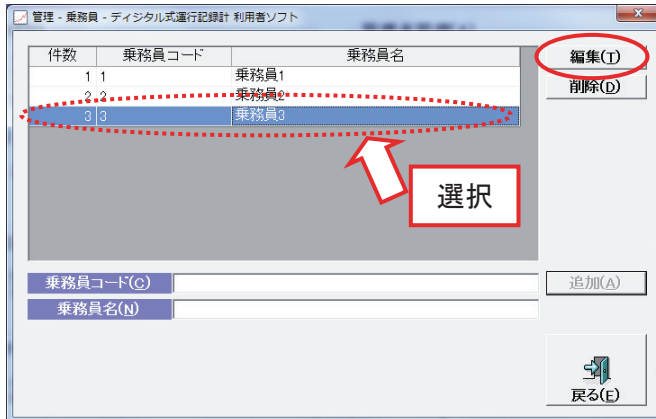 管理 - 乗務員 - ディジタル式運行記録計 利用者ソフト
件数 乗務員コード 乗務員名
1 1 乗務員1
2 2 乗務員2
3 3 乗務員3
編集(T)
削除(D)
選択
乗務員コード(C)
追加(A)
乗務員名(N)
戻る(E)